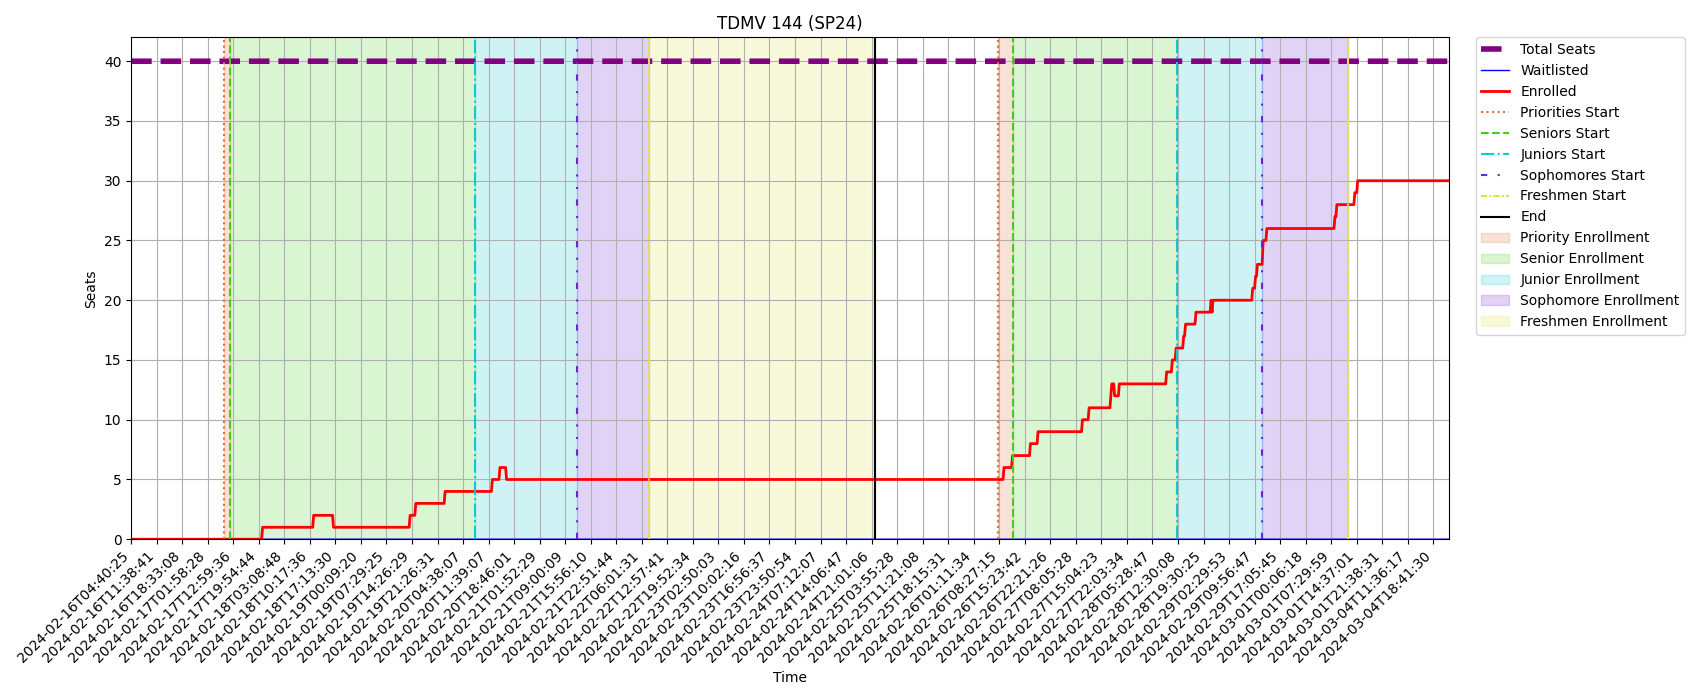 TDMV 144 (SP24)
Seats
40
35
30
25
20
15
10
5
0
2024-02-16T04:40:25
2024-02-16T11:38:41
2024-02-16T18:33:08
2024-02-17T01:58:28
2024-02-17T12:59:36
2024-02-17T19:54:44
2024-02-18T03:08:48
2024-02-18T10:17:36
2024-02-18T17:13:30
2024-02-19T00:09:20
2024-02-19T07:29:25
2024-02-19T14:26:29
2024-02-19T21:26:31
2024-02-20T04:38:07
2024-02-20T11:39:07
2024-02-20T18:46:01
2024-02-21T01:52:29
2024-02-21T09:00:09
2024-02-21T15:56:10
2024-02-21T22:51:44
2024-02-22T06:01:31
2024-02-22T12:57:41
2024-02-22T19:52:34
2024-02-23T02:50:03
2024-02-23T10:02:16
2024-02-23T16:56:37
2024-02-23T23:50:54
2024-02-24T07:12:07
2024-02-24T14:06:47
2024-02-24T21:01:06
2024-02-25T03:55:28
2024-02-25T11:21:08
2024-02-25T18:15:31
2024-02-26T01:11:34
2024-02-26T08:27:15
2024-02-26T15:23:42
2024-02-26T22:21:26
2024-02-27T08:05:28
2024-02-27T15:04:23
2024-02-27T22:03:34
2024-02-28T05:28:47
2024-02-28T12:30:08
2024-02-28T19:30:25
2024-02-29T02:29:53
2024-02-29T09:56:47
2024-02-29T17:05:45
2024-03-01T00:06:18
2024-03-01T07:29:59
2024-03-01T14:37:01
2024-03-01T21:38:31
2024-03-04T11:36:17
2024-03-04T18:41:30
Time
Total Seats
Waitlisted
Enrolled
Priorities Start
Seniors Start
Juniors Start
Sophomores Start
Freshmen Start
End
Priority Enrollment
Senior Enrollment
Junior Enrollment
Sophomore Enrollment
Freshmen Enrollment